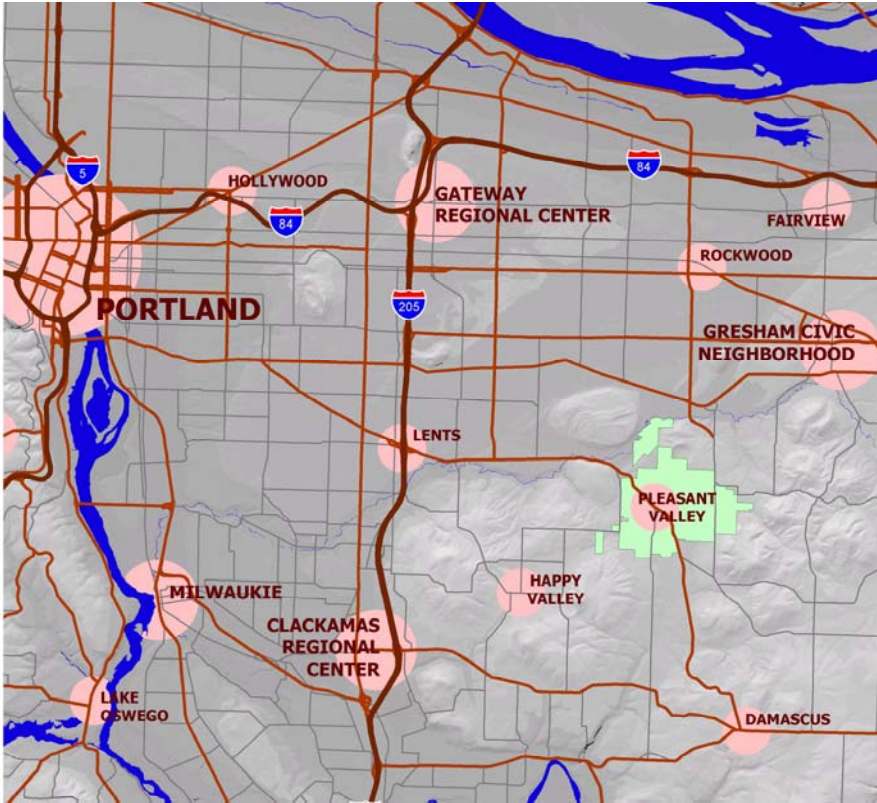 5
HOLLYWOOD
84
84
GATEWAY
REGIONAL CENTER
FAIRVIEW
ROCKWOOD
PORTLAND
205
GRESHAM CIVIC
NEIGHBORHOOD
LENTS
PLEASANT
VALLEY
HAPPY
VALLEY
MILWAUKIE
CLACKAMAS
REGIONAL
CENTER
LAKE
OSWEGO
DAMASCUS